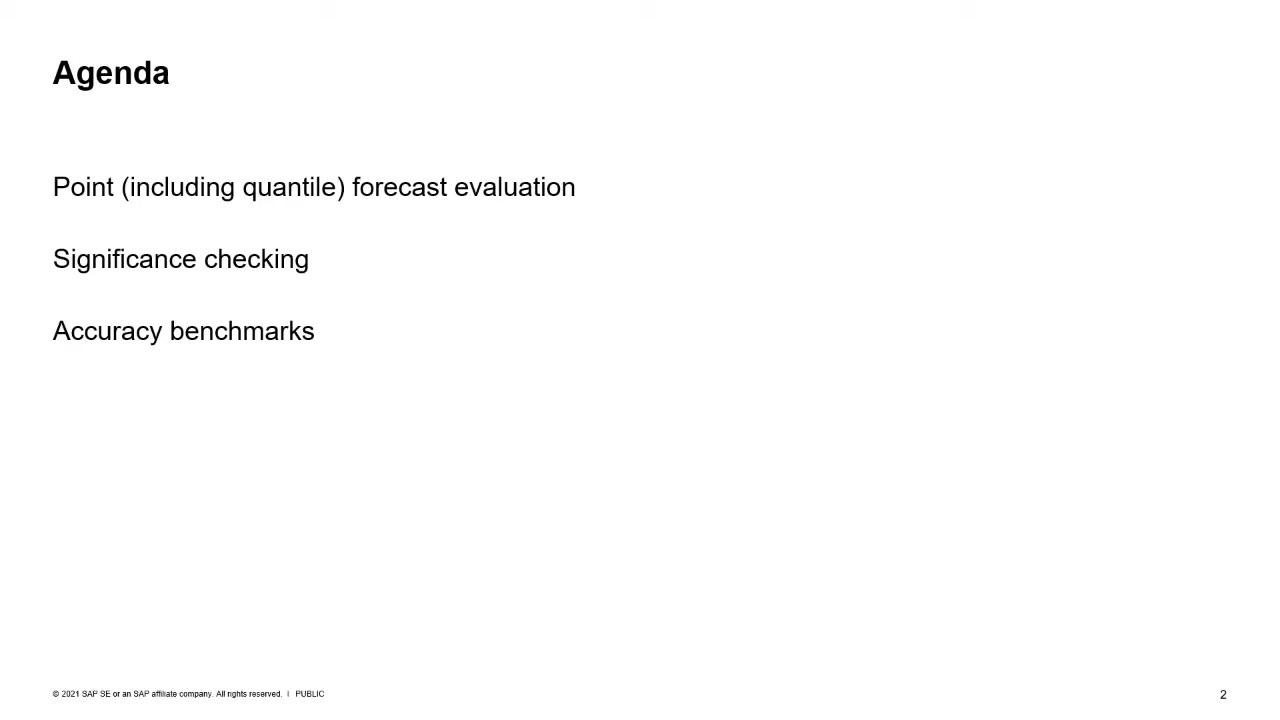 Agenda
Point (including quantile) forecast evaluation
Significance checking
Accuracy benchmarks
© 2021 SAP SE or an SAP affiliate company. All rights reserved. I PUBLIC
2